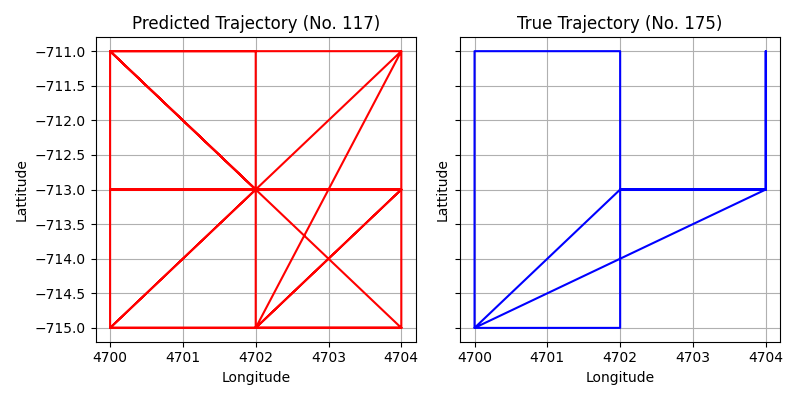 Predicted Trajectory (No. 117)
True Trajectory (No. 175)
−711.0
−711.5
−712.0
−712.5
−713.0
−713.5
−714.0
−714.5
−715.0
Lattitude
Lattitude
4700 4701 4702 4703 4704
4700 4701 4702 4703 4704
Longitude
Longitude